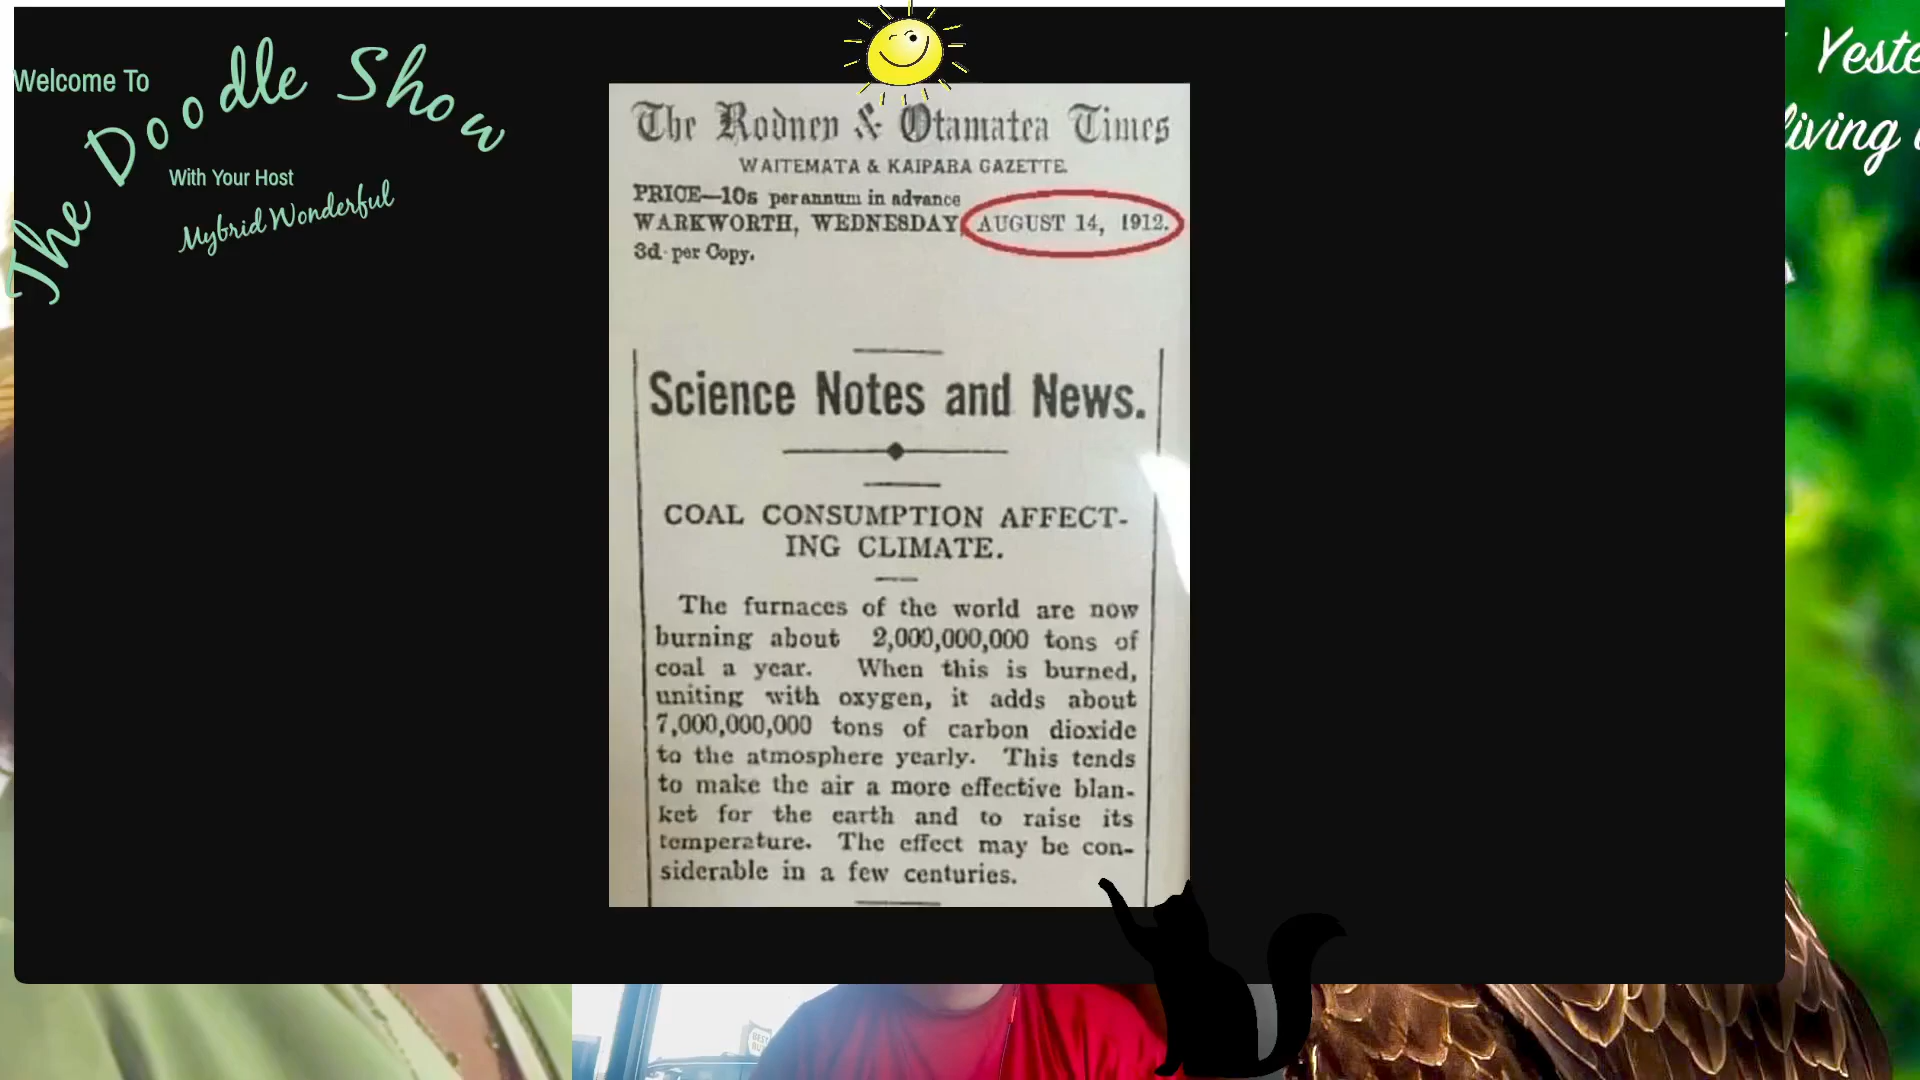 Welcome To
The Doodle Show
With Your Host
Mybrid Wonderful
The Rodney & Otamatea Times
WAITEMATA & KAIPARA GAZETTE.
PRICE—10s per annum in advance
WARKWORTH, WEDNESDAY, AUGUST 14, 1912.
3d per Copy.
Science Notes and News.
COAL CONSUMPTION AFFECT-
ING CLIMATE.
The furnaces of the world are now
burning about 2,000,000,000 tons of
coal a year. When this is burned,
uniting with oxygen, it adds about
7,000,000,000 tons of carbon dioxide
to the atmosphere yearly. This tends
to make the air a more effective blan-
ket for the earth and to raise its
temperature. The effect may be con-
siderable in a few centuries.
living